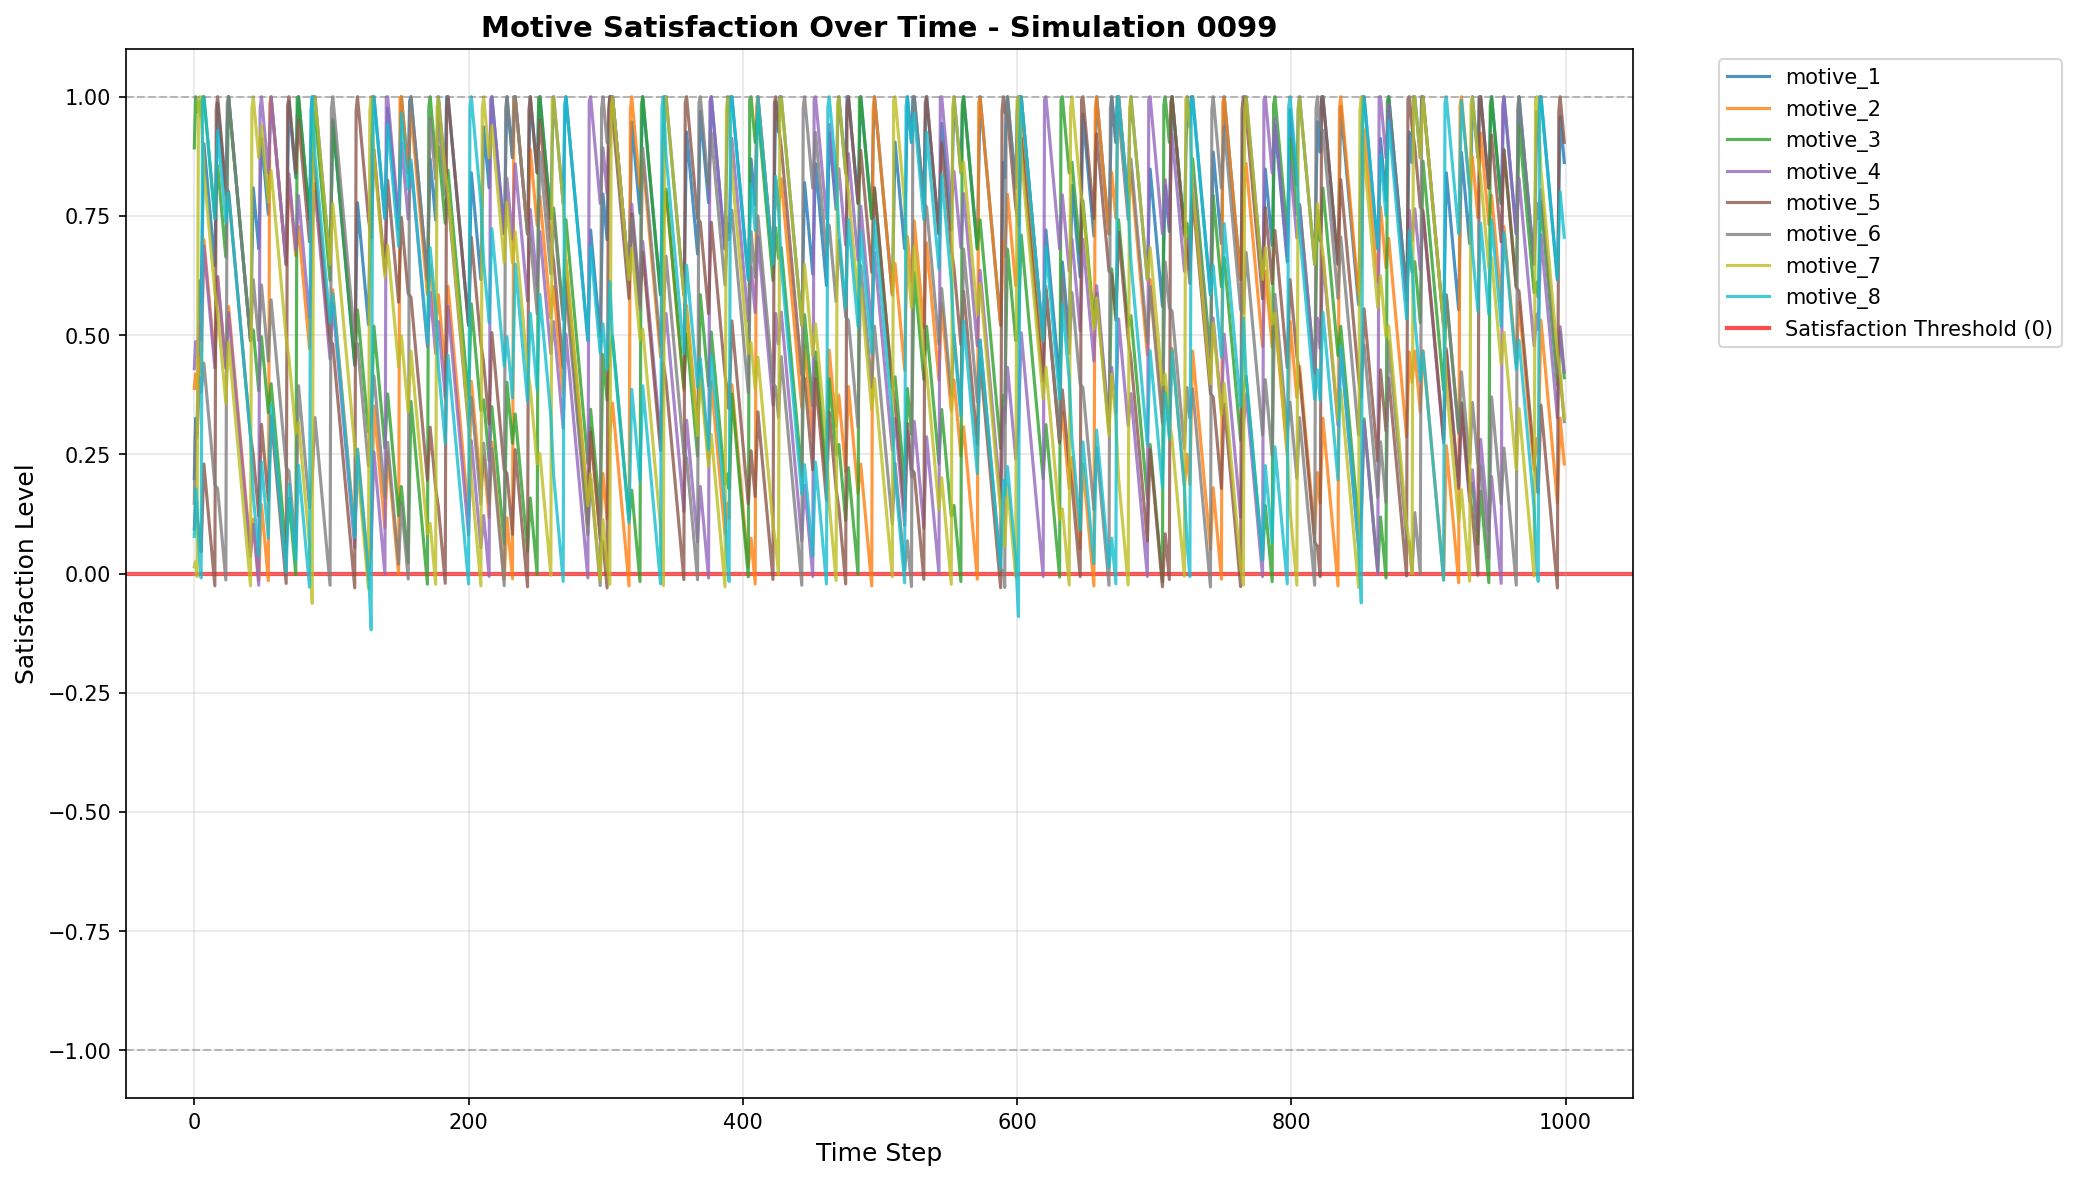 Motive Satisfaction Over Time - Simulation 0099
1.00
0.75
0.50
0.25
0.00
−0.25
−0.50
−0.75
−1.00
Satisfaction Level
0
200
400
600
800
1000
Time Step
motive_1
motive_2
motive_3
motive_4
motive_5
motive_6
motive_7
motive_8
Satisfaction Threshold (0)